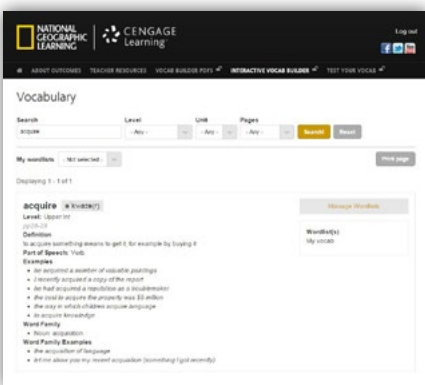 NATIONAL
GEOGRAPHIC
LEARNING
CENGAGE
Learning
Log out
ABOUT OUTCOMES TEACHER RESOURCES VOCAB BUILDER PDFS INTERACTIVE VOCAB BUILDER TEST YOUR VOCAB
Vocabulary
Search Level Unit Pages
acquire - Any - - Any - - Any - Search! Reset
My wordlists - Not selected - Print page
Displaying 1 - 1 of 1
acquire
Manage Wordlists
Level: Upper Int
Definition
to acquire something means to get it, for example by buying it
Part of Speech: Verb
Examples
he acquired a number of valuable paintings
I recently acquired a copy of the report
he had acquired a reputation as a troublemaker
the cost to acquire the property was $5 million
the way in which children acquire language
to acquire knowledge
Word Family
Noun: acquisition
Word Family Examples
the acquisition of language
let me show you my recent acquisition (something I got recently)
Wordlist(s)
My vocab